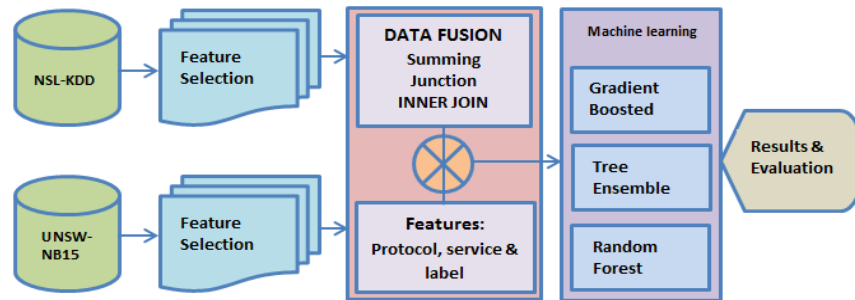 NSL-KDD
Feature
Selection
DATA FUSION
Summing
Junction
INNER JOIN
Machine learning
Gradient
Boosted
Tree
Ensemble
Random
Forest
Results &
Evaluation
UNSW-
NB15
Feature
Selection
Features:
Protocol, service &
label